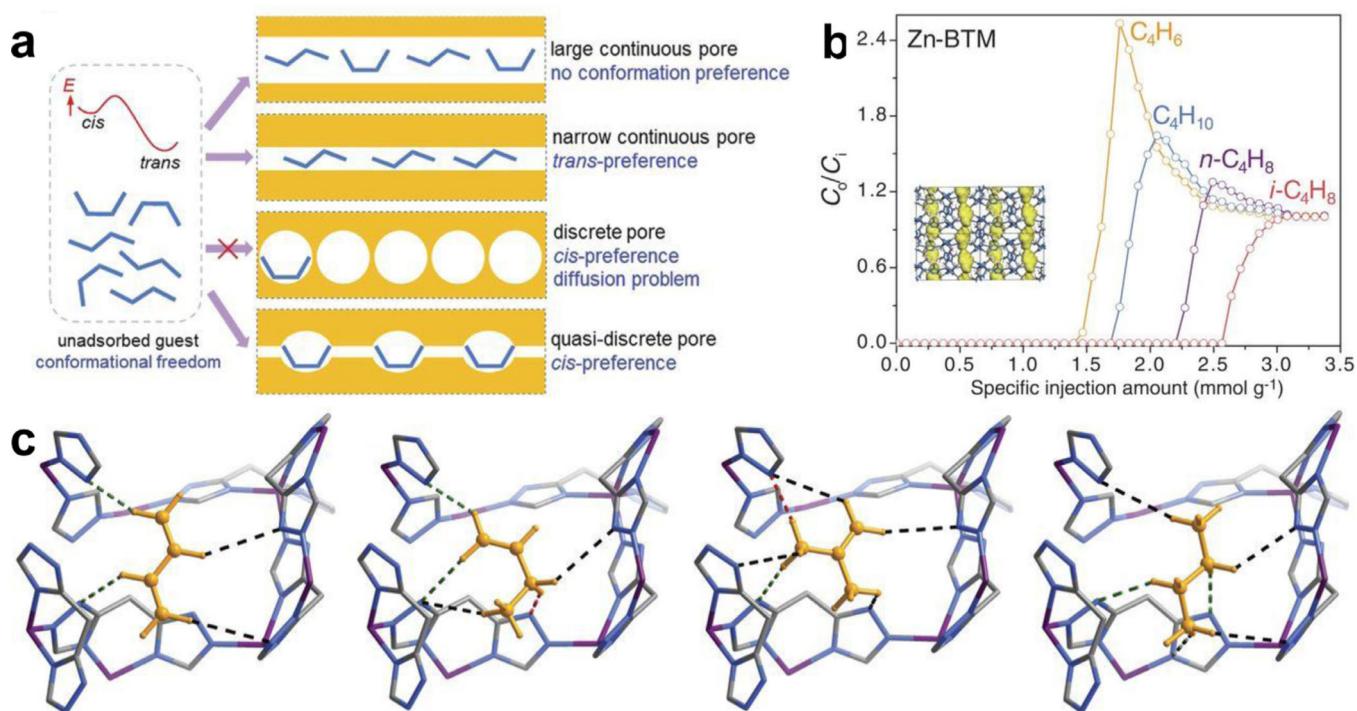 a
E
cis
trans
unadsorbed guest
conformational freedom
large continuous pore
no conformation preference
narrow continuous pore
trans-preference
discrete pore
cis-preference
diffusion problem
quasi-discrete pore
cis-preference
b
Zn-BTM
C₄H₆
C₄H₁₀
n-C₄H₈
i-C₄H₈
Cₒ/Cᵢ
2.4
1.8
1.2
0.6
0.0
0.0 0.5 1.0 1.5 2.0 2.5 3.0 3.5
Specific injection amount (mmol g⁻¹)
c